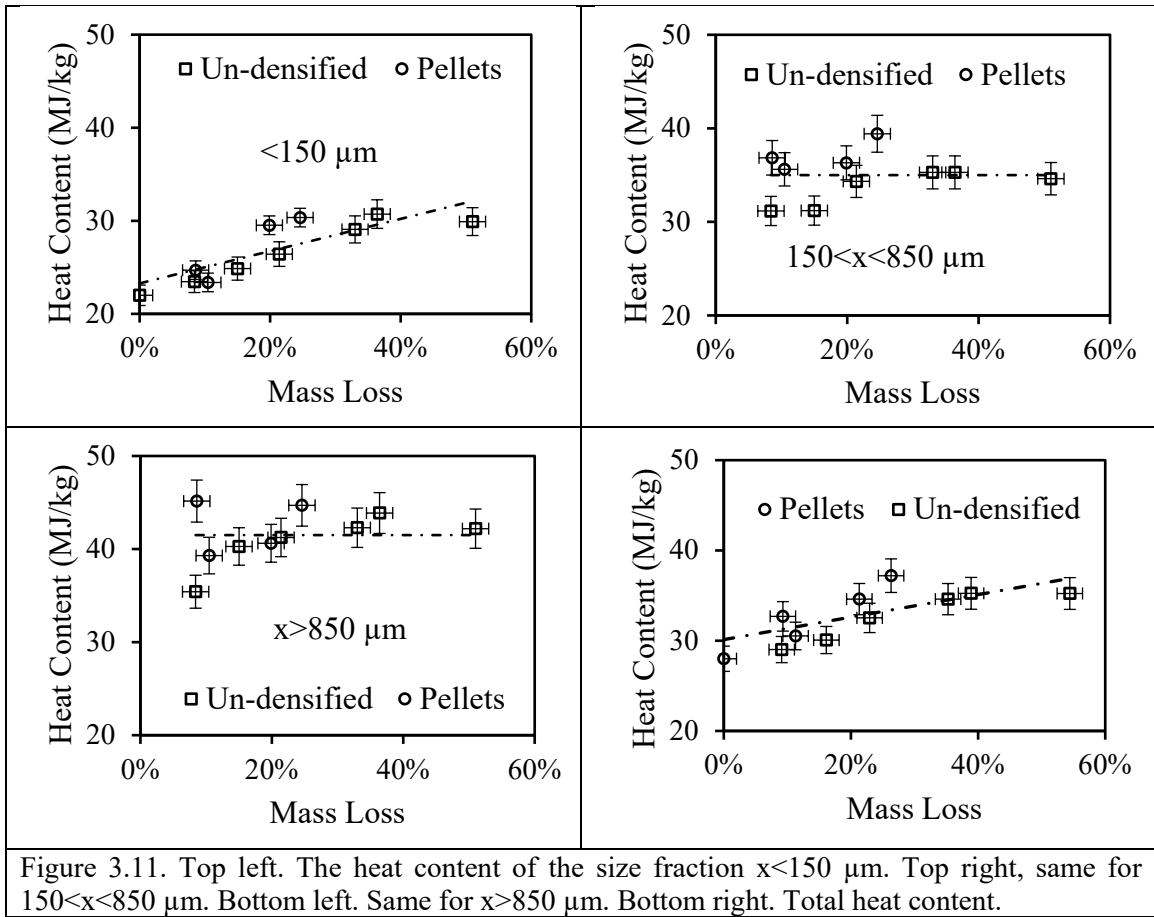 50
40
30
20
Heat Content (MJ/kg)
Un-densified Pellets
<150 µm
0% 20% 40% 60%
Mass Loss
50
40
30
20
Heat Content (MJ/kg)
Un-densified Pellets
150<x<850 µm
0% 20% 40% 60%
Mass Loss
50
40
30
20
Heat Content (MJ/kg)
x>850 µm
Un-densified Pellets
0% 20% 40% 60%
Mass Loss
50
40
30
20
Heat Content (MJ/kg)
Pellets Un-densified
0% 20% 40% 60%
Mass Loss
Figure 3.11. Top left. The heat content of the size fraction x<150 µm. Top right, same for
150<x<850 µm. Bottom left. Same for x>850 µm. Bottom right. Total heat content.